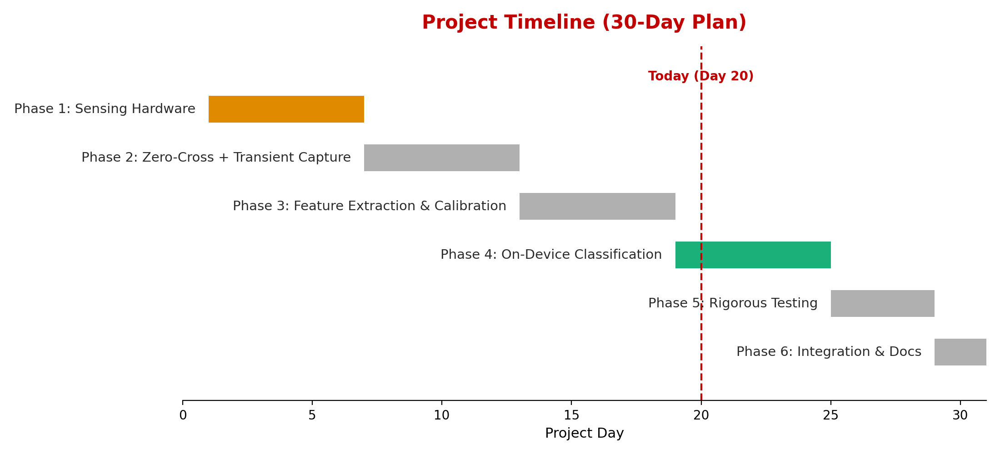 Project Timeline (30-Day Plan)
Today (Day 20)
Phase 1: Sensing Hardware
Phase 2: Zero-Cross + Transient Capture
Phase 3: Feature Extraction & Calibration
Phase 4: On-Device Classification
Phase 5: Rigorous Testing
Phase 6: Integration & Docs
0 5 10 15 20 25 30
Project Day